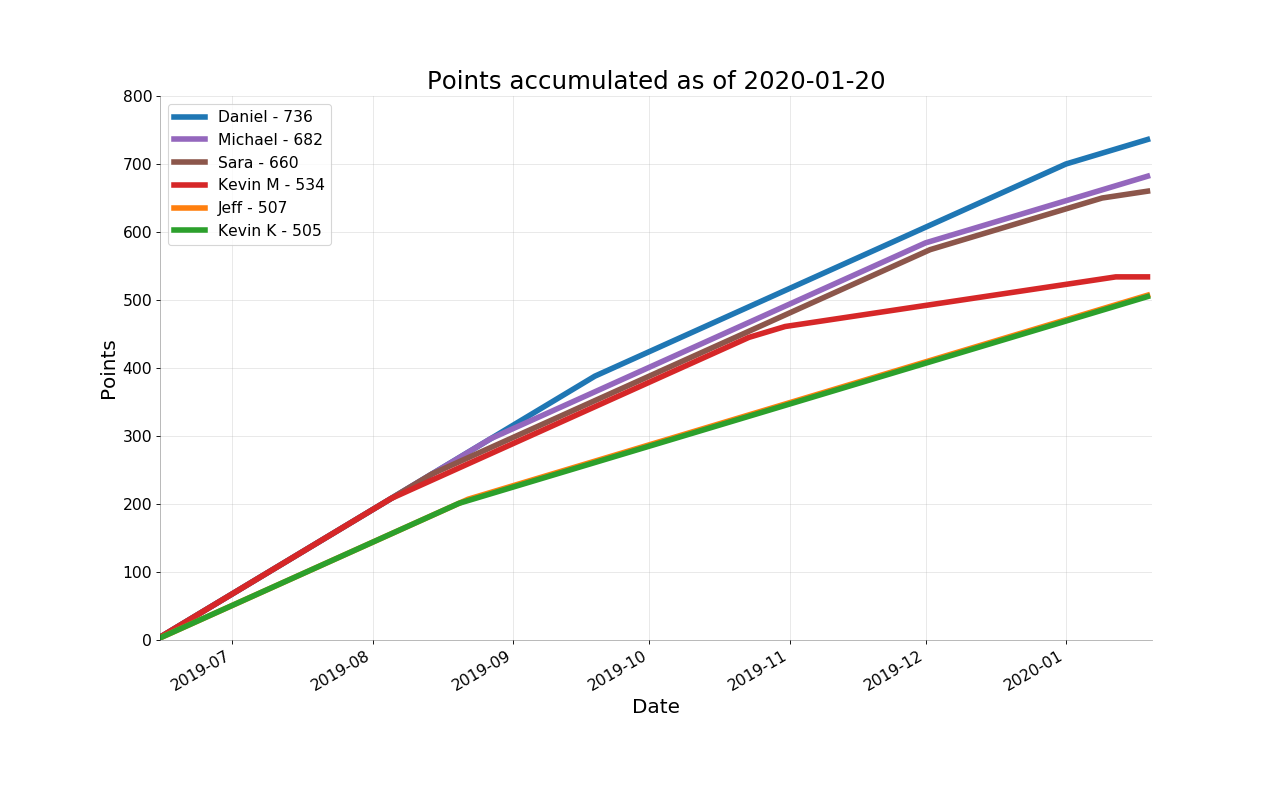 Points accumulated as of 2020-01-20
800
700
600
500
400
300
200
100
0
Points
Daniel - 736
Michael - 682
Sara - 660
Kevin M - 534
Jeff - 507
Kevin K - 505
2019-07
2019-08
2019-09
2019-10
2019-11
2019-12
2020-01
Date